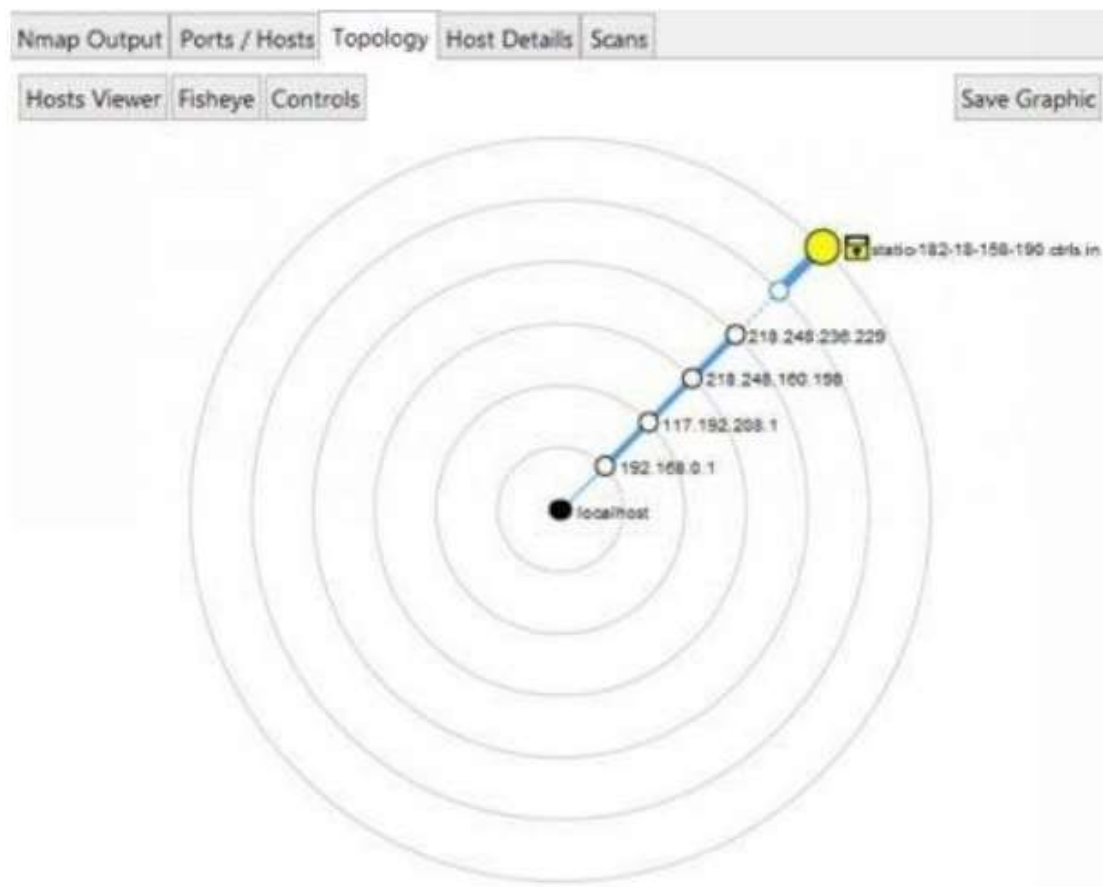 Nmap Output Ports / Hosts Topology Host Details Scans
Hosts Viewer Fisheye Controls Save Graphic
static-182-18-158-190.ctrls.in
218.248.236.229
218.248.160.198
117.192.208.1
192.168.0.1
localhost